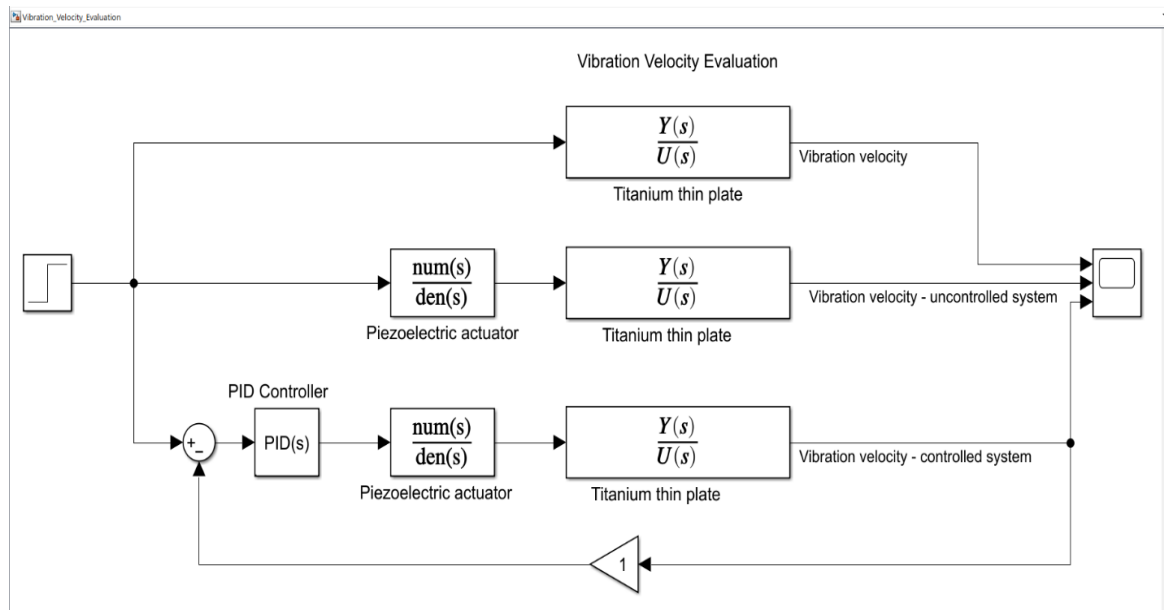 Vibration_Velocity_Evaluation
Vibration Velocity Evaluation
Y(s)
U(s)
Vibration velocity
Titanium thin plate
num(s)
den(s)
Piezoelectric actuator
Y(s)
U(s)
Vibration velocity - uncontrolled system
Titanium thin plate
PID Controller
+
−
PID(s)
num(s)
den(s)
Piezoelectric actuator
Y(s)
U(s)
Vibration velocity - controlled system
Titanium thin plate
1